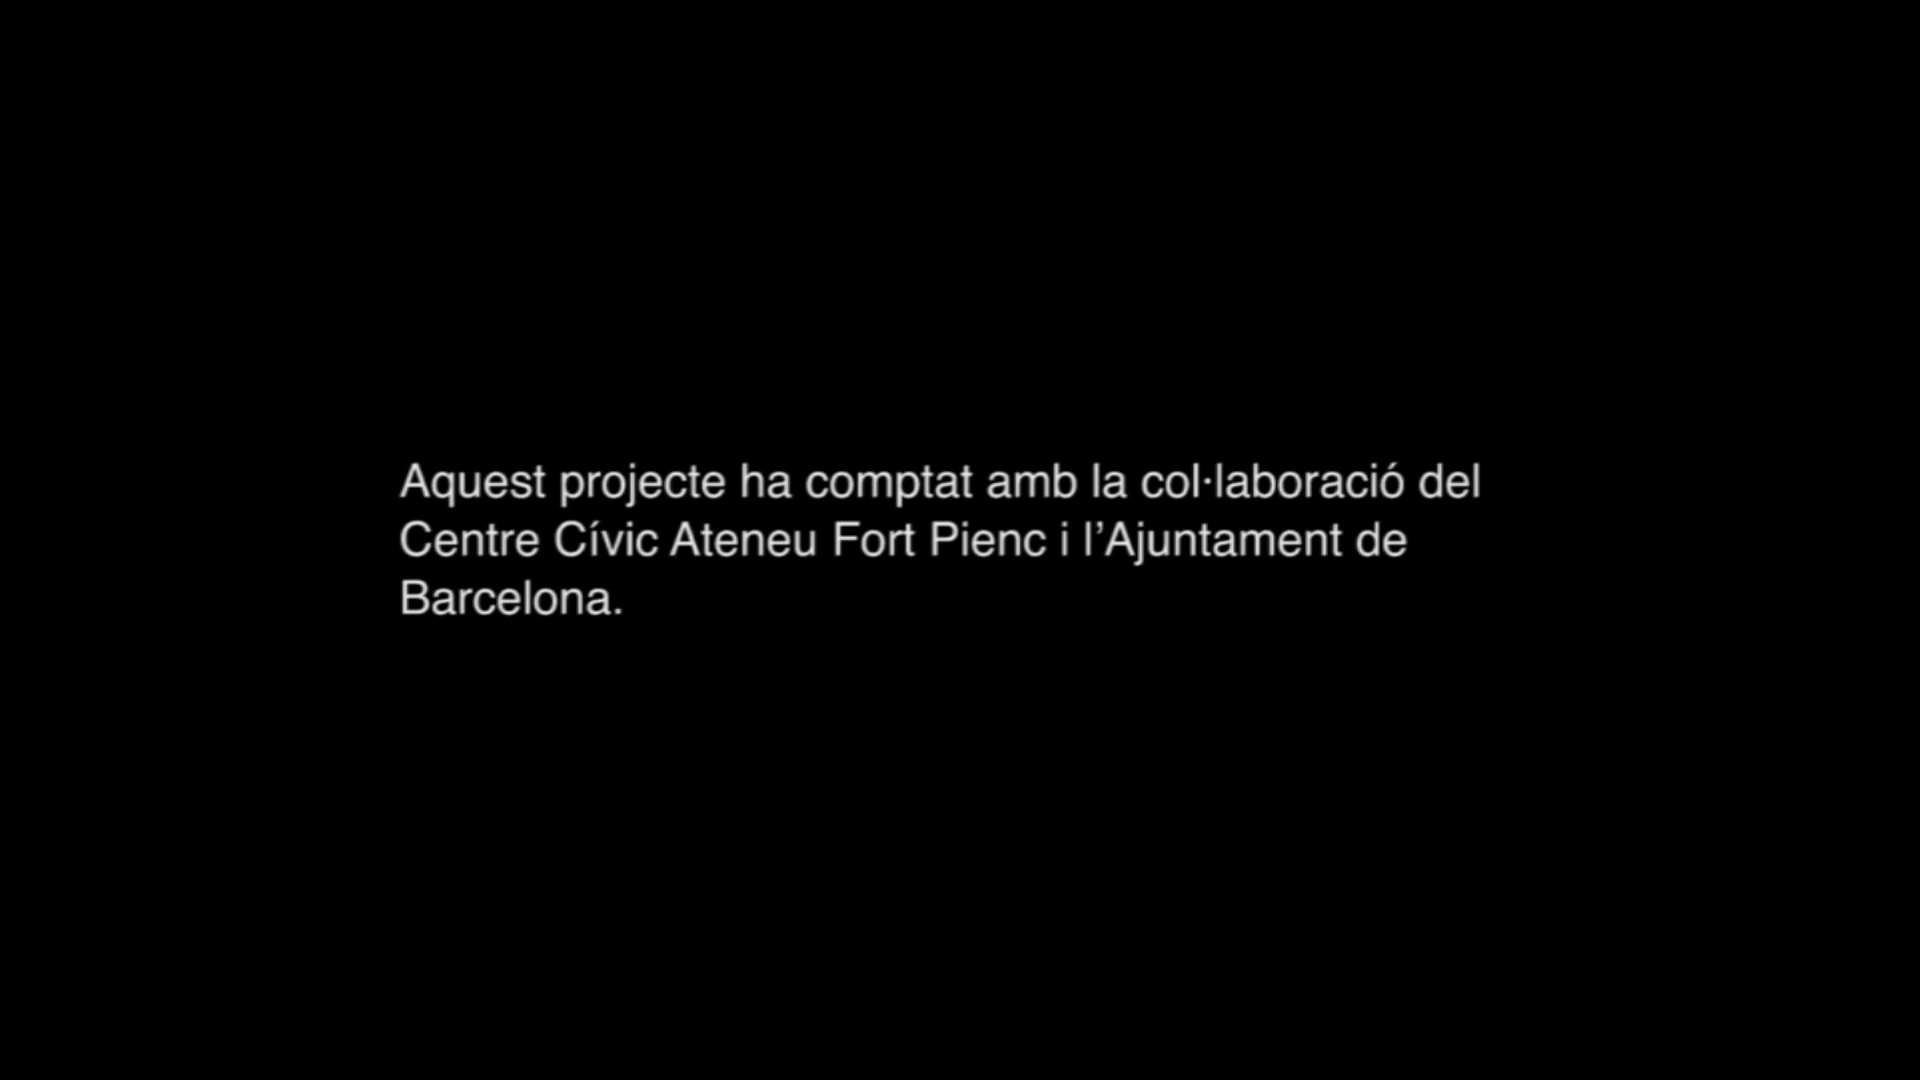 Aquest projecte ha comptat amb la col·laboració del
Centre Cívic Ateneu Fort Pienc i l’Ajuntament de
Barcelona.